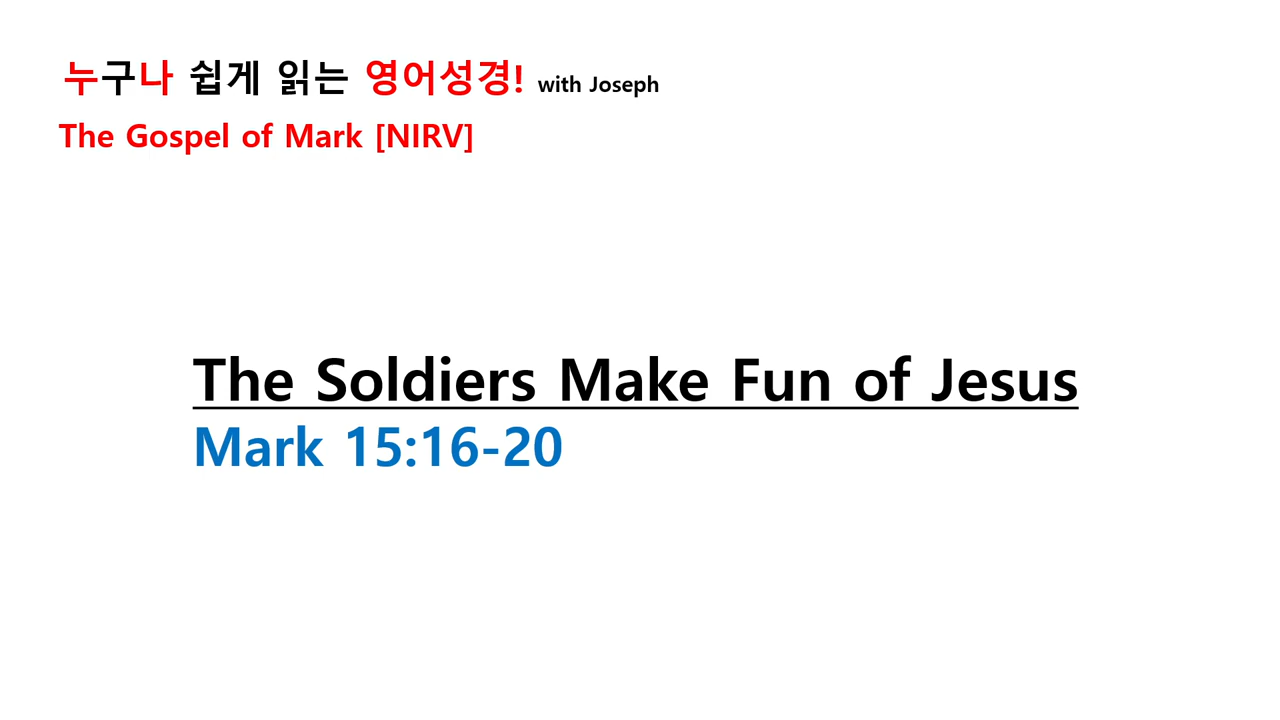 누구나 쉽게 읽는 영어성경! with Joseph
The Gospel of Mark [NIRV]
The Soldiers Make Fun of Jesus
Mark 15:16-20